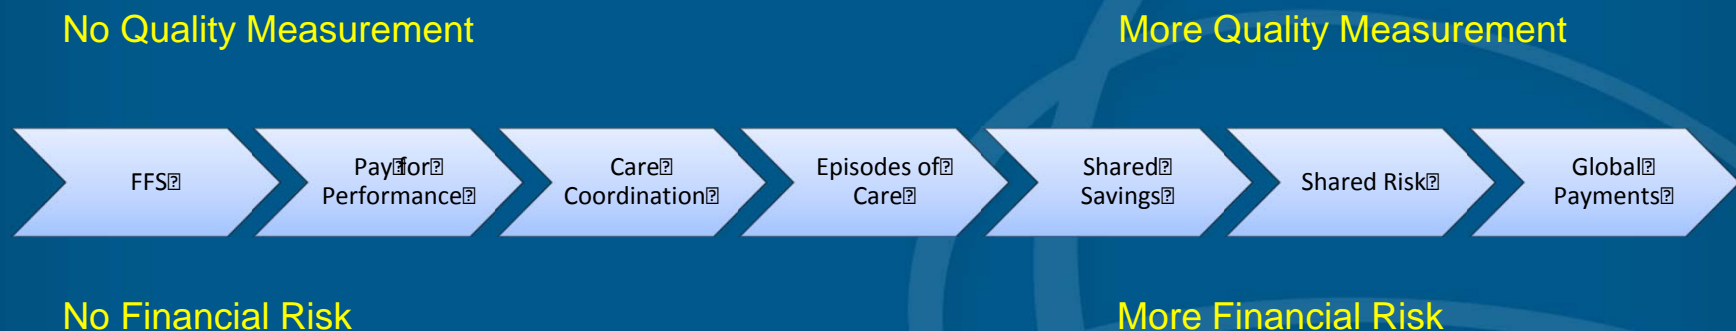 No Quality Measurement
More Quality Measurement
FFS⍰
Pay⍰for⍰
Performance⍰
Care⍰
Coordination⍰
Episodes of⍰
Care⍰
Shared⍰
Savings⍰
Shared Risk⍰
Global⍰
Payments⍰
No Financial Risk
More Financial Risk